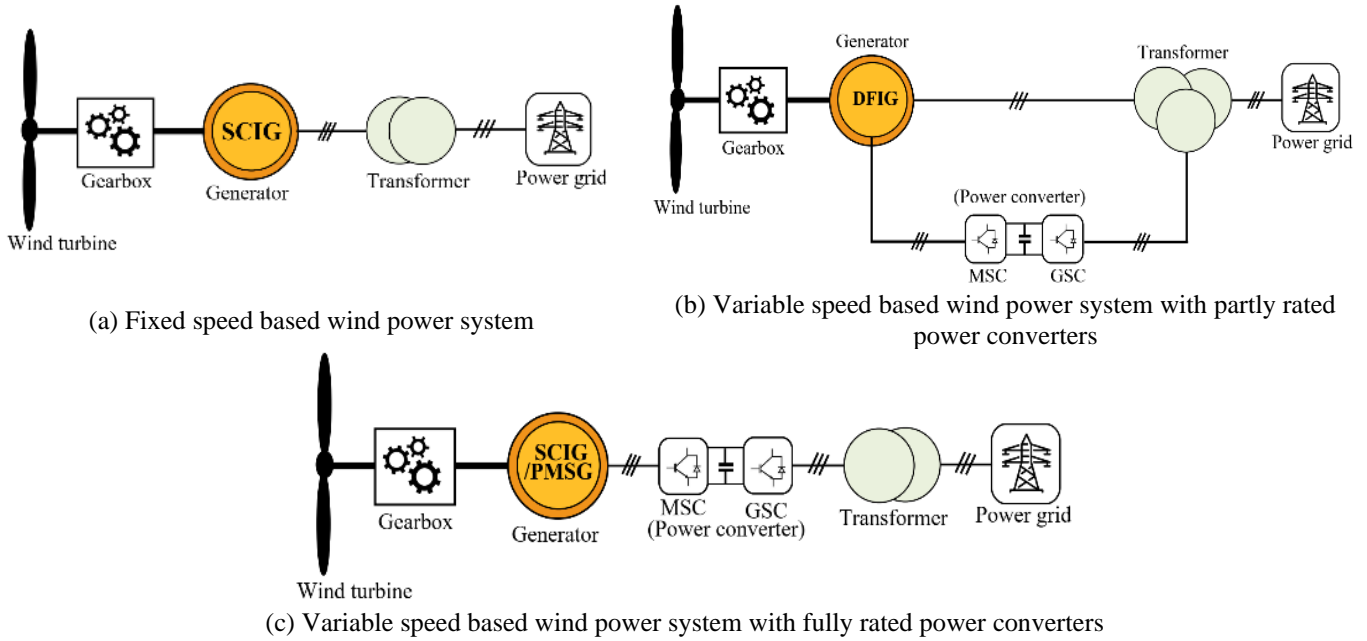 SCIG
Gearbox
Generator
Transformer
Power grid
Wind turbine
(a) Fixed speed based wind power system
Generator
DFIG
Transformer
Gearbox
Power grid
Wind turbine
(Power converter)
MSC
GSC
(b) Variable speed based wind power system with partly rated
power converters
SCIG
/PMSG
Gearbox
Generator
MSC
GSC
(Power converter)
Transformer
Power grid
Wind turbine
(c) Variable speed based wind power system with fully rated power converters